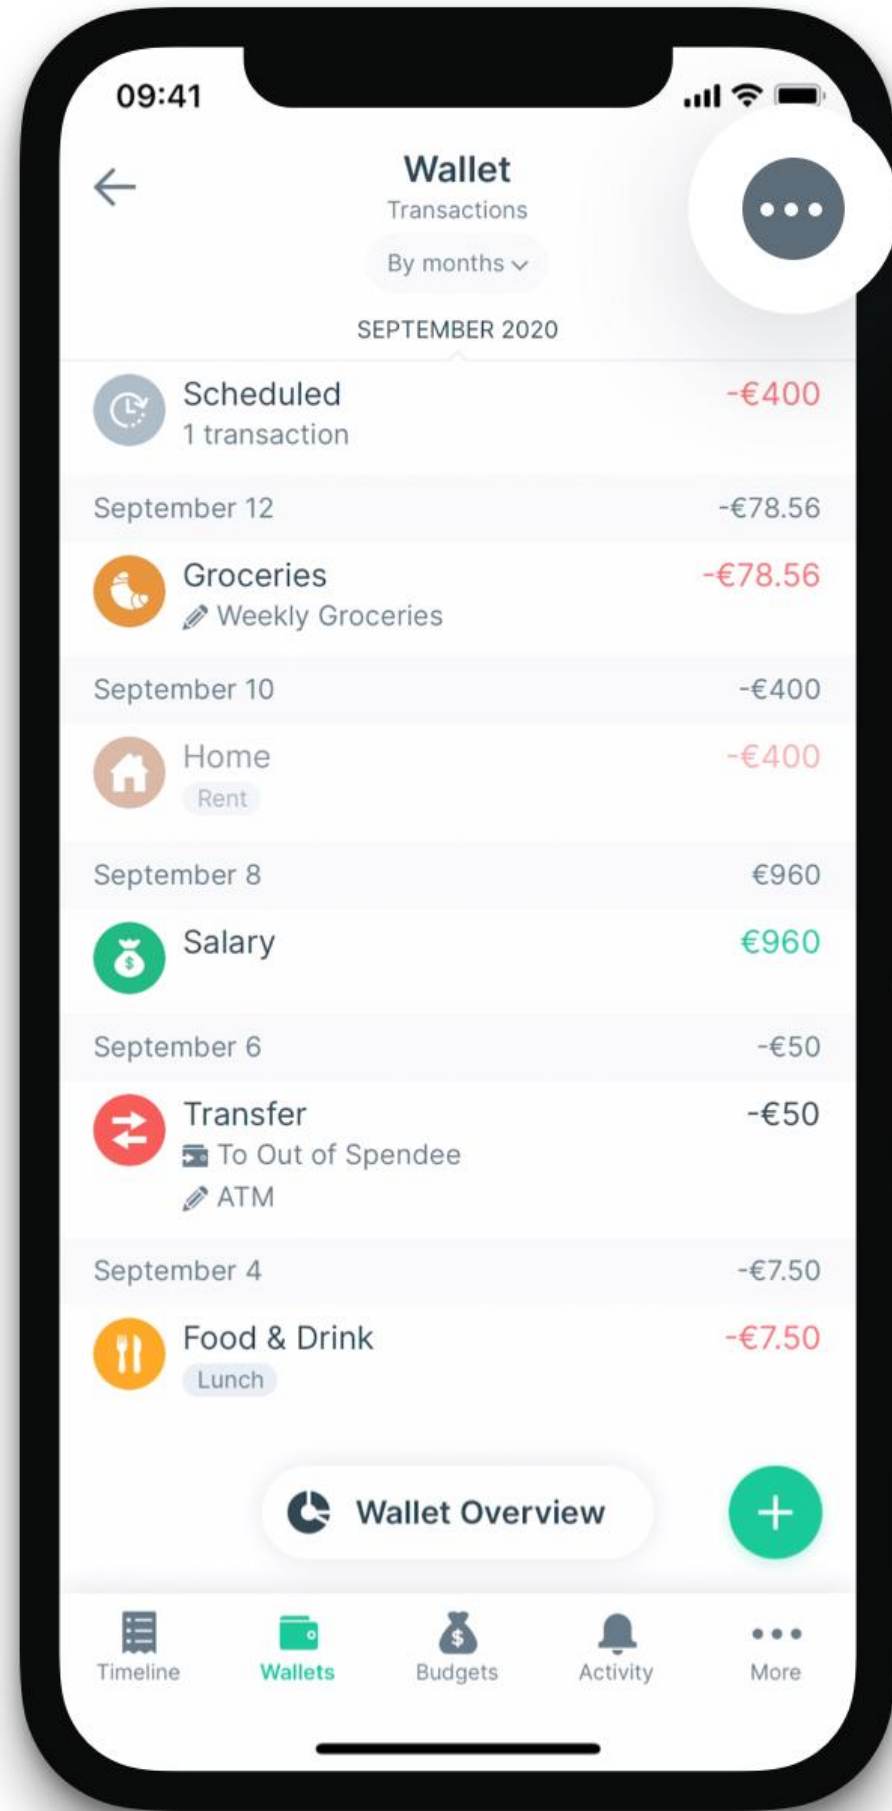 09:41
Wallet
Transactions
By months
SEPTEMBER 2020
Scheduled -€400
1 transaction
September 12 -€78.56
Groceries -€78.56
Weekly Groceries
September 10 -€400
Home -€400
Rent
September 8 €960
Salary €960
September 6 -€50
Transfer -€50
To Out of Spendee
ATM
September 4 -€7.50
Food & Drink -€7.50
Lunch
Wallet Overview
Timeline Wallets Budgets Activity More